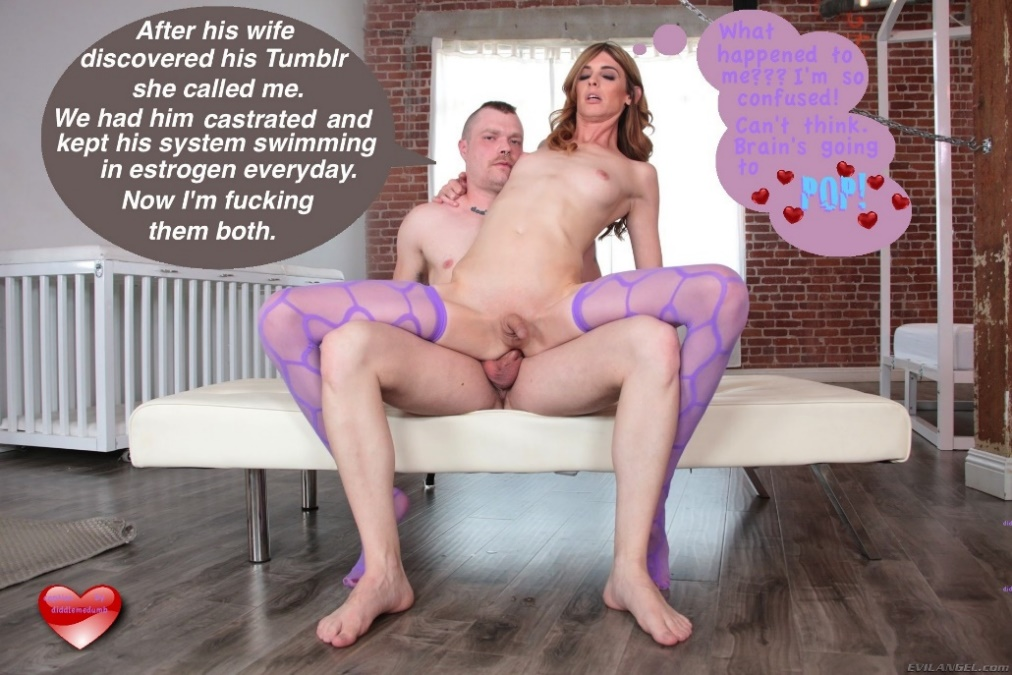 After his wife
discovered his Tumblr
she called me.
We had him castrated and
kept his system swimming
in estrogen everyday.
Now I'm fucking
them both.
What
happened to
me??? I'm so
confused!
Can't think.
Brain's going
to
POP!
diddlemedumb
EVILANGEL.com